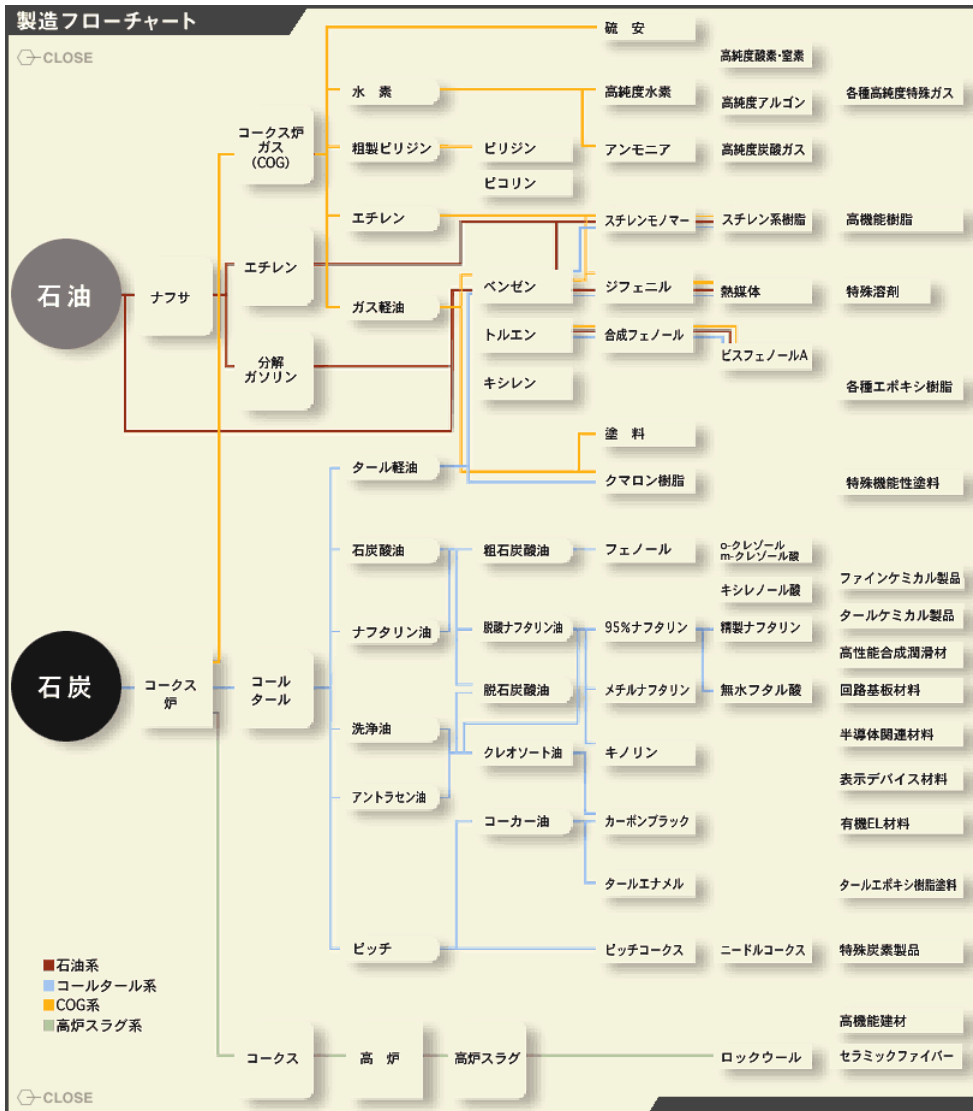 製造フローチャート
CLOSE
硫 安
高純度酸素・窒素
水 素
高純度水素
高純度アルゴン
各種高純度特殊ガス
コークス炉
ガス
(COG)
粗製ピリジン
ピリジン
アンモニア
高純度炭酸ガス
ピコリン
エチレン
スチレンモノマー
スチレン系樹脂
高機能樹脂
石油
ナフサ
エチレン
ガス軽油
ベンゼン
ジフェニル
熱媒体
特殊溶剤
トルエン
合成フェノール
ビスフェノールA
分解
ガソリン
キシレン
各種エポキシ樹脂
塗 料
タール軽油
クマロン樹脂
特殊機能性塗料
石炭酸油
粗石炭酸油
フェノール
o-クレゾール
m-クレゾール酸
キシレノール酸
ファインケミカル製品
ナフタリン油
脱酸ナフタリン油
95%ナフタリン
精製ナフタリン
タールケミカル製品
高性能合成潤滑材
石炭
コークス
炉
コール
タール
脱石炭酸油
メチルナフタリン
無水フタル酸
回路基板材料
洗浄油
クレオソート油
キノリン
半導体関連材料
アントラセン油
表示デバイス材料
コーカー油
カーボンブラック
有機EL材料
タールエナメル
タールエポキシ樹脂塗料
ピッチ
ピッチコークス
ニードルコークス
特殊炭素製品
石油系
コールタール系
COG系
高炉スラグ系
高機能建材
コークス
高 炉
高炉スラグ
ロックウール
セラミックファイバー
CLOSE